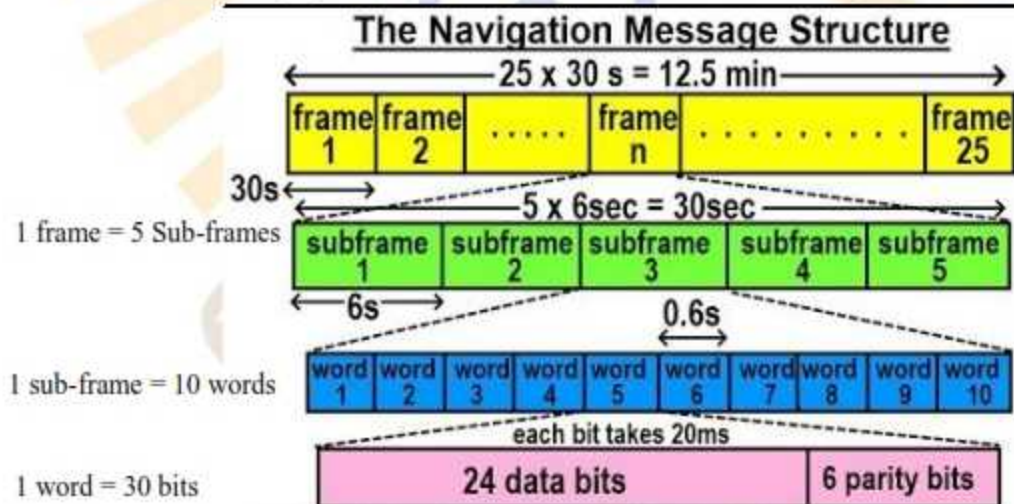 The Navigation Message Structure
25 x 30 s = 12.5 min
frame 1 frame 2 ..... frame n ......... frame 25
30s
5 x 6sec = 30sec
1 frame = 5 Sub-frames
subframe 1 subframe 2 subframe 3 subframe 4 subframe 5
6s
0.6s
1 sub-frame = 10 words
word 1 word 2 word 3 word 4 word 5 word 6 word 7 word 8 word 9 word 10
each bit takes 20ms
1 word = 30 bits
24 data bits 6 parity bits